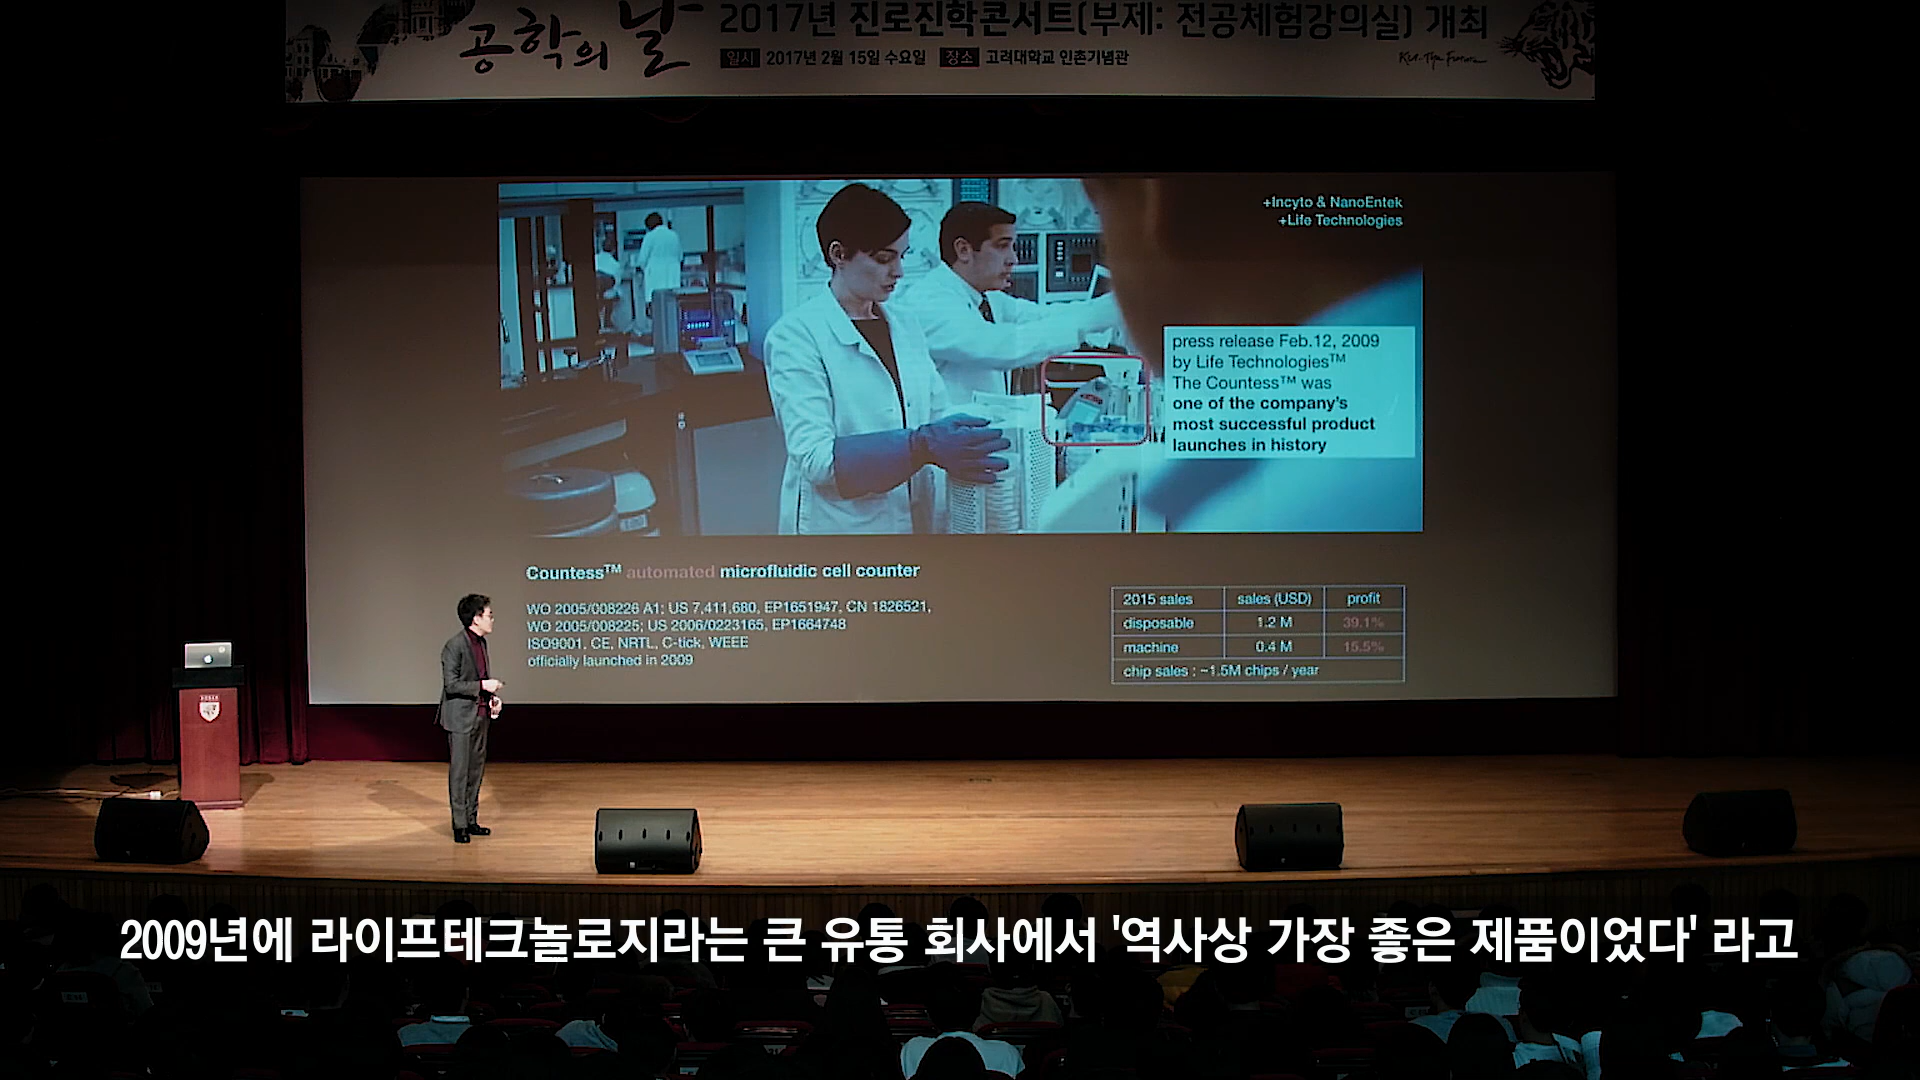 공학의 날
2017년 진로진학콘서트(부제: 전공체험강의실) 개최
일시 2017년 2월 15일 수요일 장소 고려대학교 인촌기념관
+Incyto & NanoEntek
+Life Technologies
press release Feb.12, 2009
by Life Technologies™
The Countess™ was
one of the company's
most successful product
launches in history
Countess™ automated microfluidic cell counter
WO 2005/008226 A1; US 7,411,680, EP1651947, CN 1826521,
WO 2005/008225; US 2006/0223165, EP1664748
ISO9001, CE, NRTL, C-tick, WEEE
officially launched in 2009
2015 sales sales (USD) profit
disposable 1.2 M 39.1%
machine 0.4 M 15.5%
chip sales : ~1.5M chips / year
2009년에 라이프테크놀로지라는 큰 유통 회사에서 '역사상 가장 좋은 제품이었다' 라고